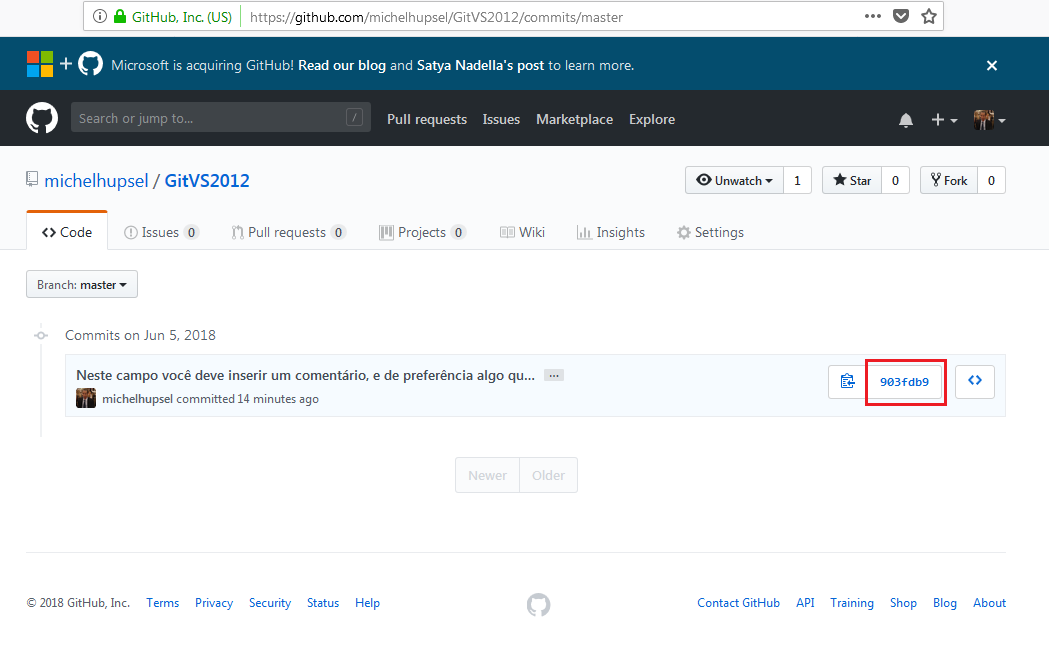 GitHub, Inc. (US) https://github.com/michelhupsel/GitVS2012/commits/master
+ Microsoft is acquiring GitHub! Read our blog and Satya Nadella's post to learn more.
Search or jump to... / Pull requests Issues Marketplace Explore
michelhupsel / GitVS2012 Unwatch 1 Star 0 Fork 0
Code Issues 0 Pull requests 0 Projects 0 Wiki Insights Settings
Branch: master
Commits on Jun 5, 2018
Neste campo você deve inserir um comentário, e de preferência algo qu... ...
903fdb9
michelhupsel committed 14 minutes ago
Newer Older
© 2018 GitHub, Inc. Terms Privacy Security Status Help Contact GitHub API Training Shop Blog About